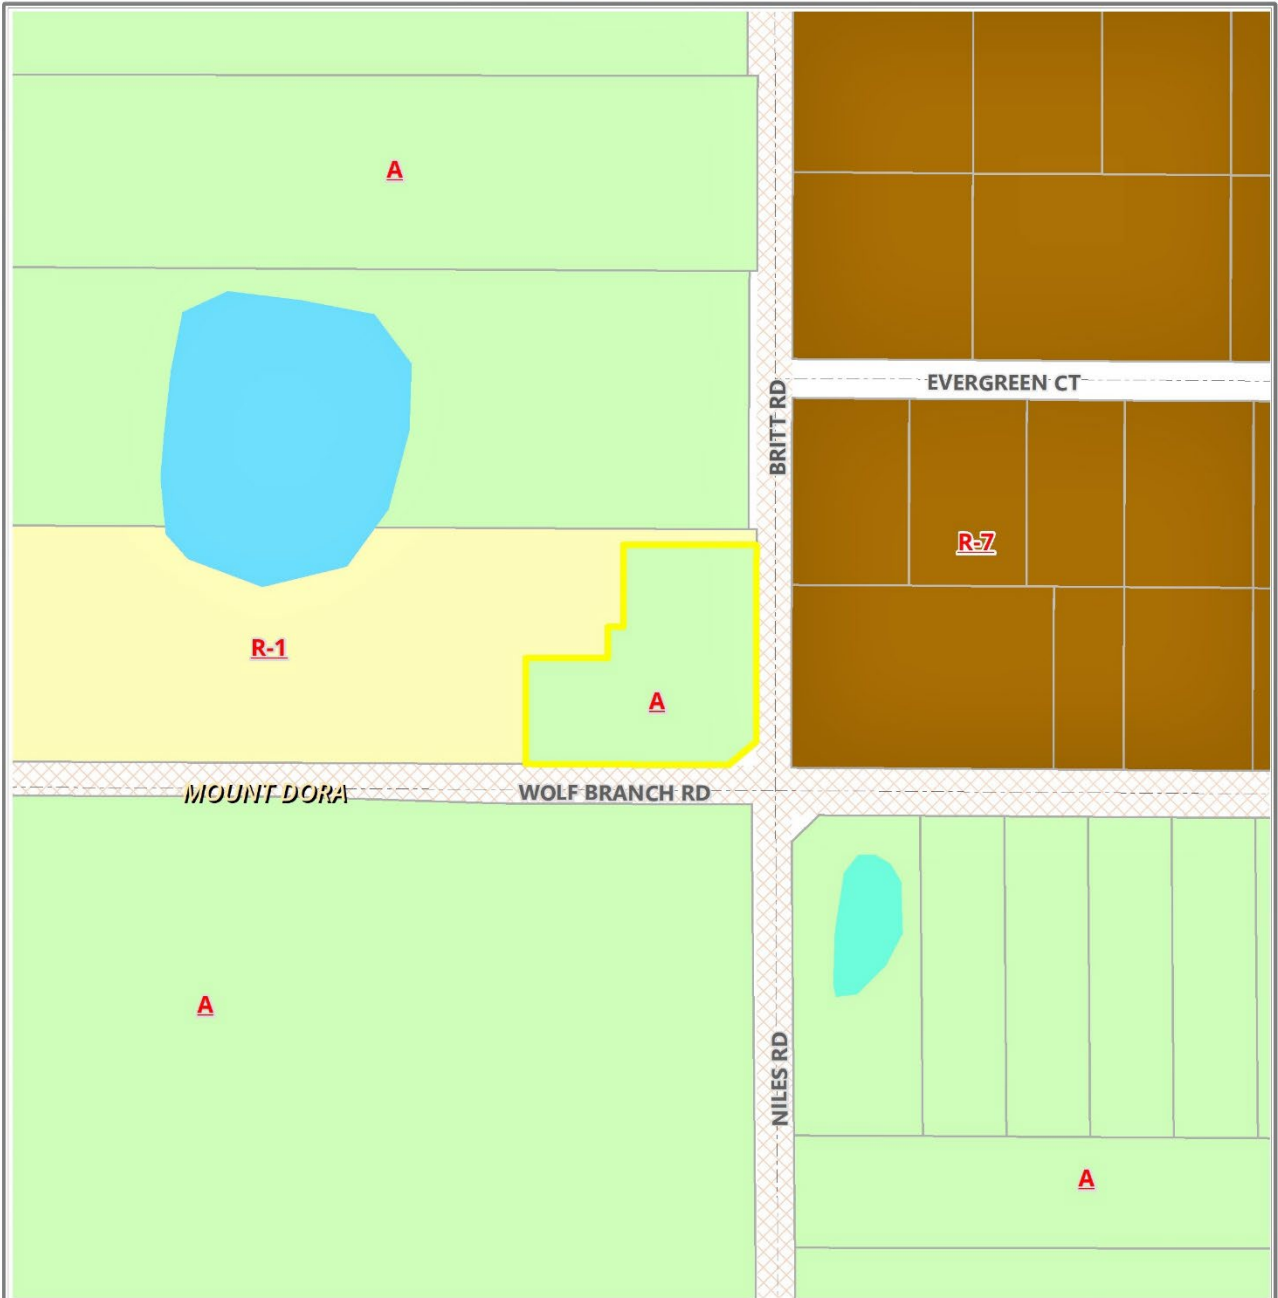 A
EVERGREEN CT
BRITT RD
R-7
R-1
A
MOUNT DORA
WOLF BRANCH RD
A
NILES RD
A